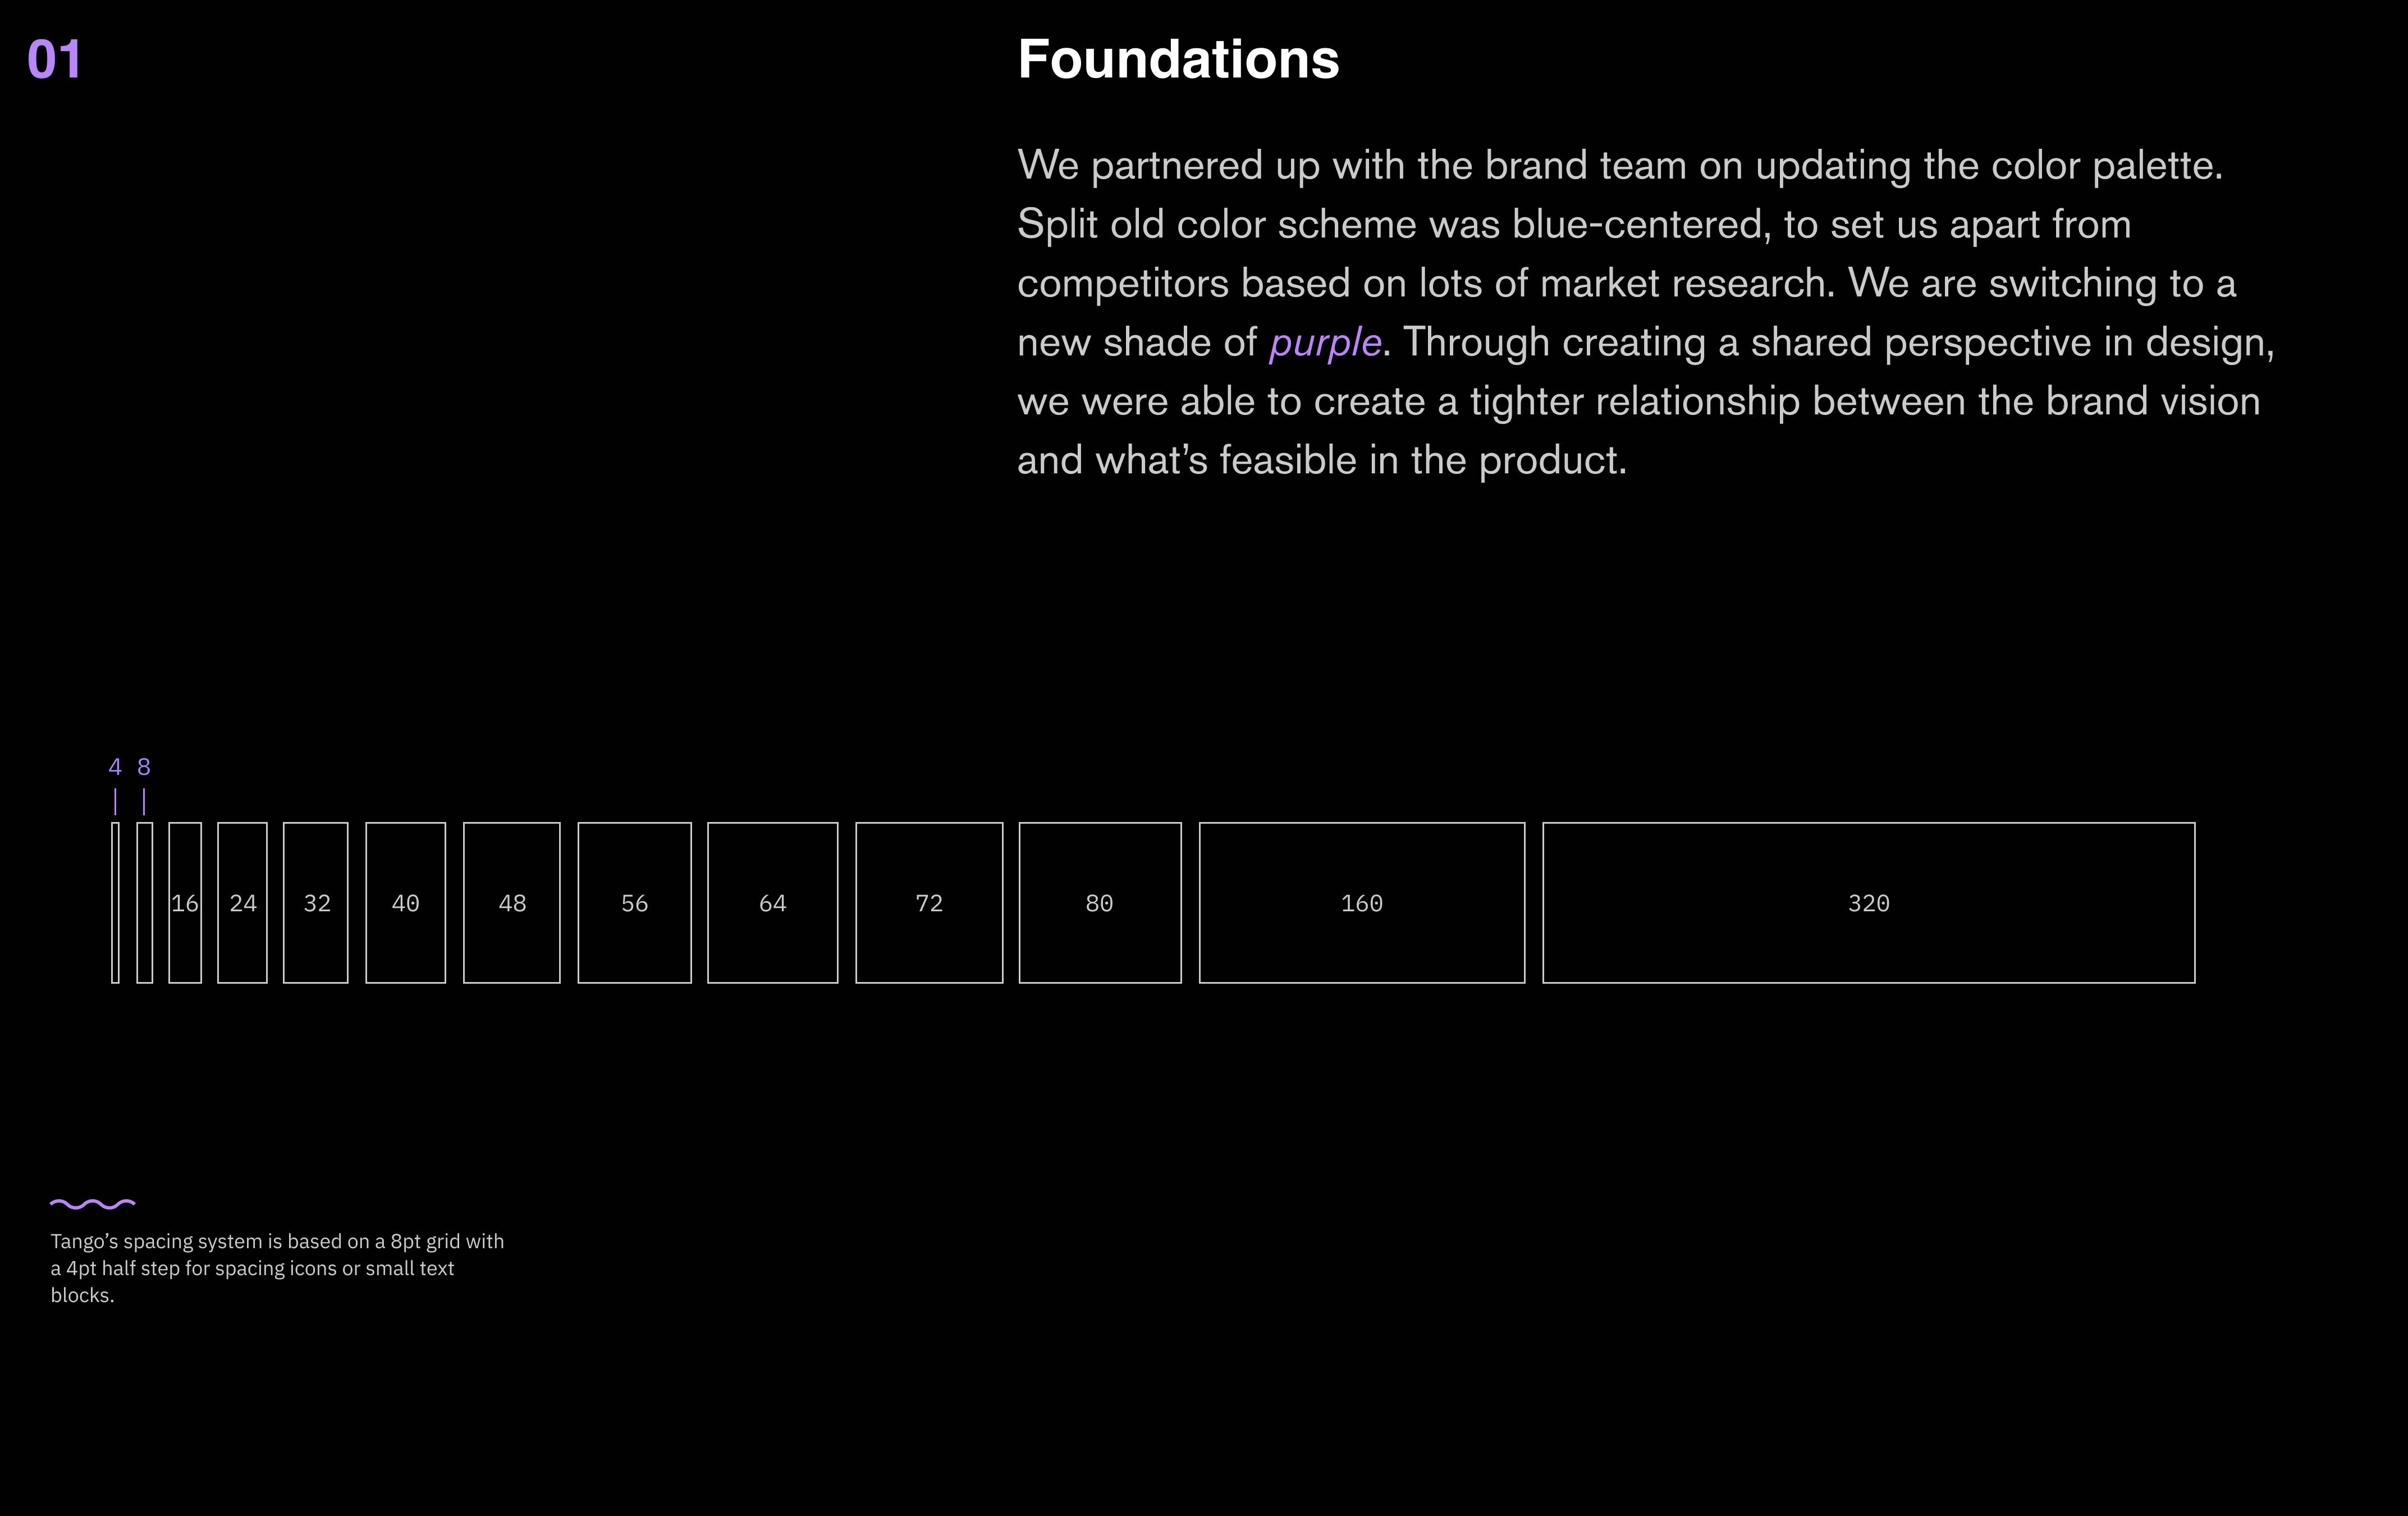 01
Foundations
We partnered up with the brand team on updating the color palette.
Split old color scheme was blue-centered, to set us apart from
competitors based on lots of market research. We are switching to a
new shade of purple. Through creating a shared perspective in design,
we were able to create a tighter relationship between the brand vision
and what’s feasible in the product.
4 8
16 24 32 40 48 56 64 72 80 160 320
Tango’s spacing system is based on a 8pt grid with
a 4pt half step for spacing icons or small text
blocks.